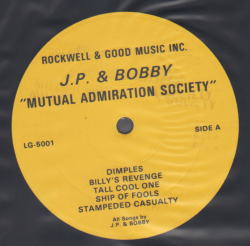 ROCKWELL & GOOD MUSIC INC.
J.P. & BOBBY
"MUTUAL ADMIRATION SOCIETY"
LG-5001 SIDE A
DIMPLES
BILLY'S REVENGE
TALL COOL ONE
SHIP OF FOOLS
STAMPEDED CASUALTY
All Songs by
J.P. & BOBBY